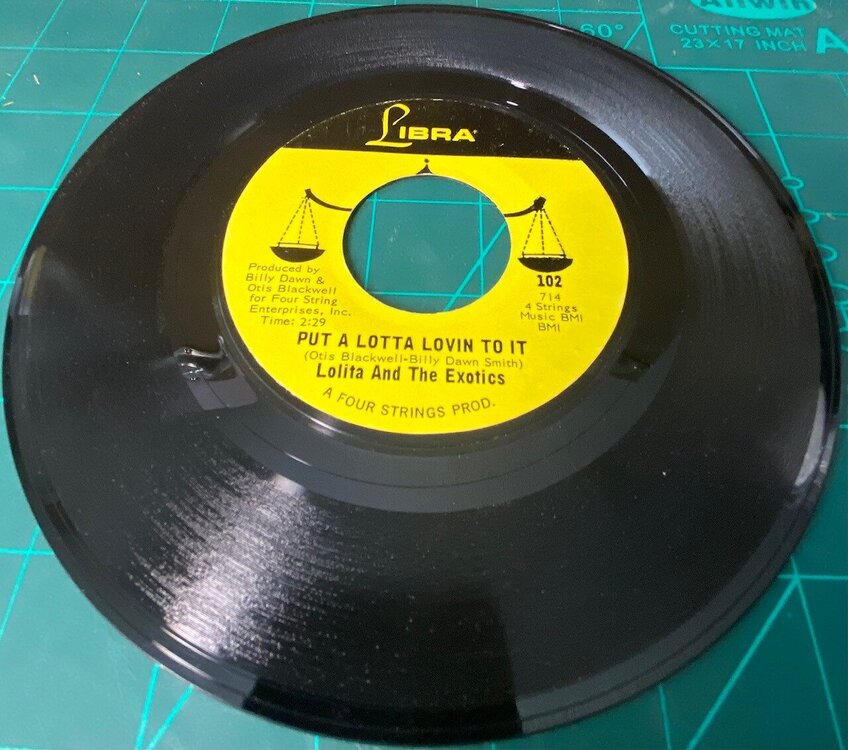 60°
CUTTING MAT
23X17 INCH
A
LIBRA
Produced by
Billy Dawn &
Otis Blackwell
for Four String
Enterprises, Inc.
Time: 2:29
102
714
4 Strings
Music BMI
BMI
PUT A LOTTA LOVIN TO IT
(Otis Blackwell-Billy Dawn Smith)
Lolita And The Exotics
A FOUR STRINGS PROD.